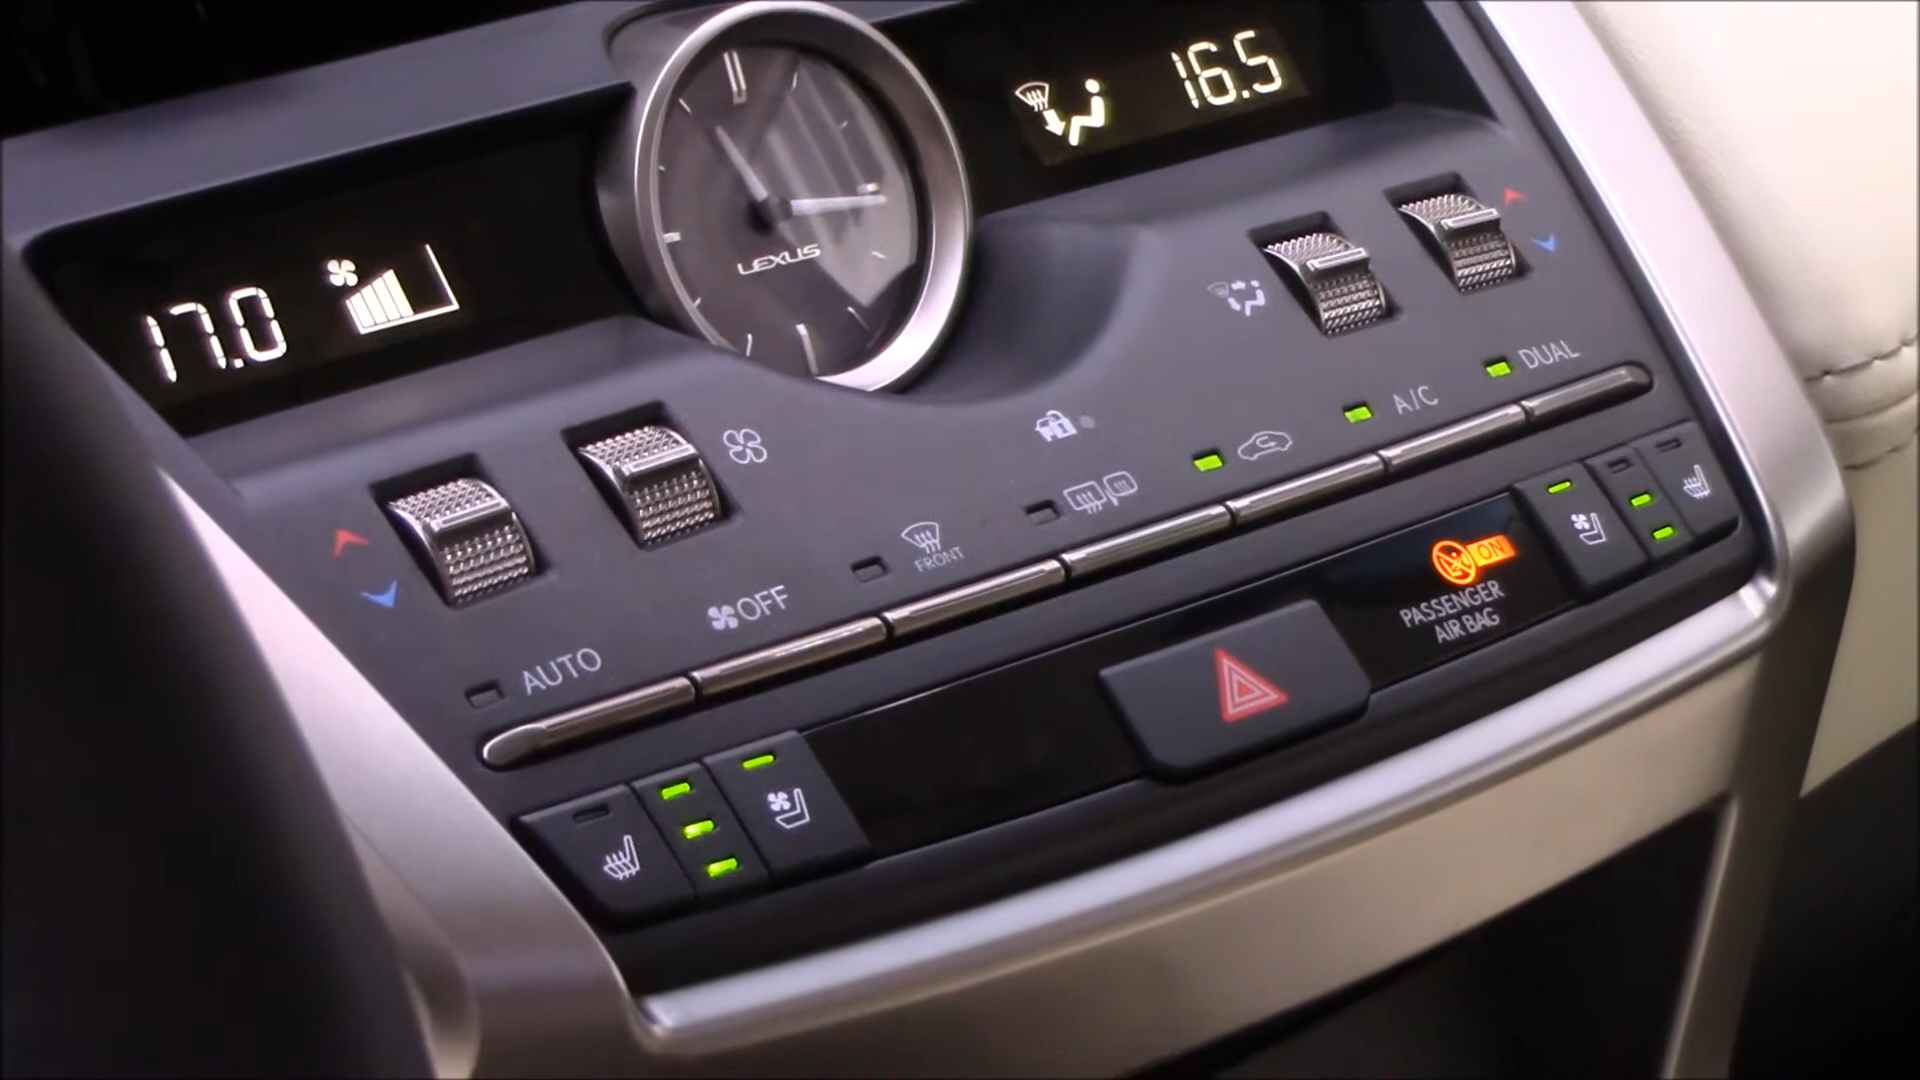 16.5
LEXUS
17.0
DUAL
A/C
FRONT
OFF
AUTO
ON
PASSENGER
AIR BAG